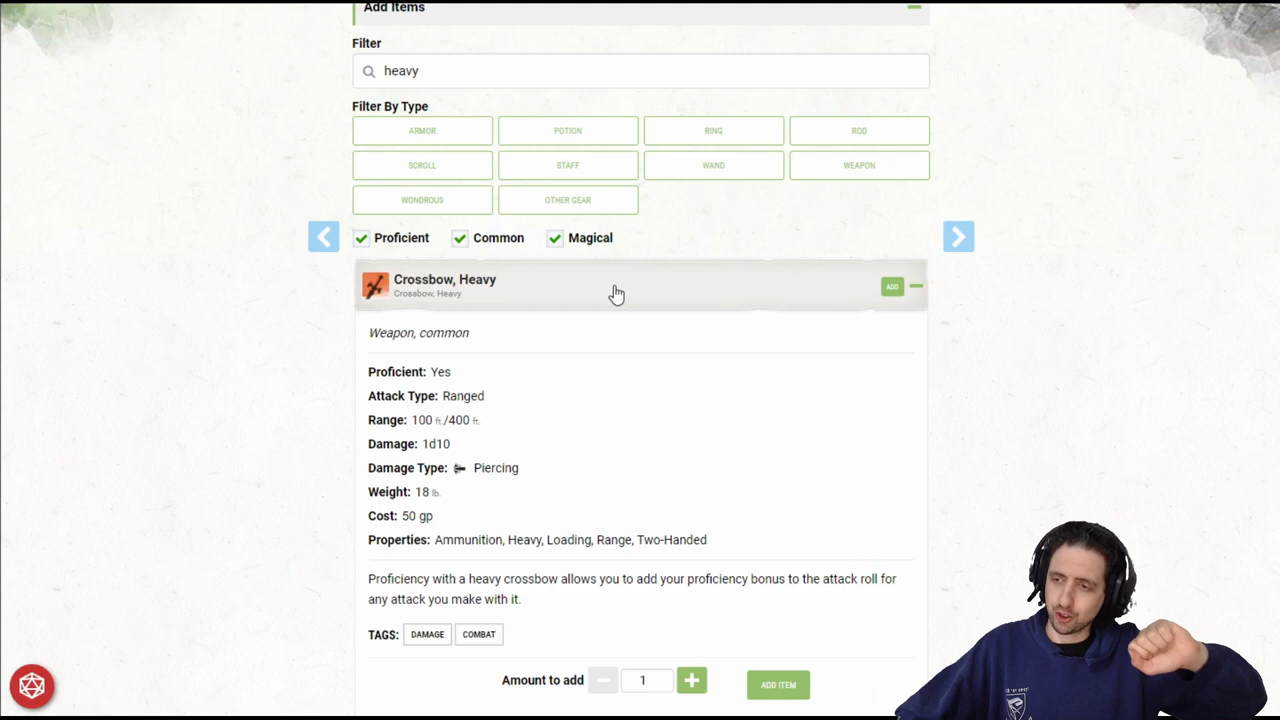 Add Items
Filter
heavy
Filter By Type
ARMOR POTION RING ROD
SCROLL STAFF WAND WEAPON
WONDROUS OTHER GEAR
Proficient Common Magical
Crossbow, Heavy
Crossbow, Heavy
ADD
Weapon, common
Proficient: Yes
Attack Type: Ranged
Range: 100 ft./400 ft.
Damage: 1d10
Damage Type: Piercing
Weight: 18 lb.
Cost: 50 gp
Properties: Ammunition, Heavy, Loading, Range, Two-Handed
Proficiency with a heavy crossbow allows you to add your proficiency bonus to the attack roll for
any attack you make with it.
TAGS: DAMAGE COMBAT
Amount to add 1 ADD ITEM